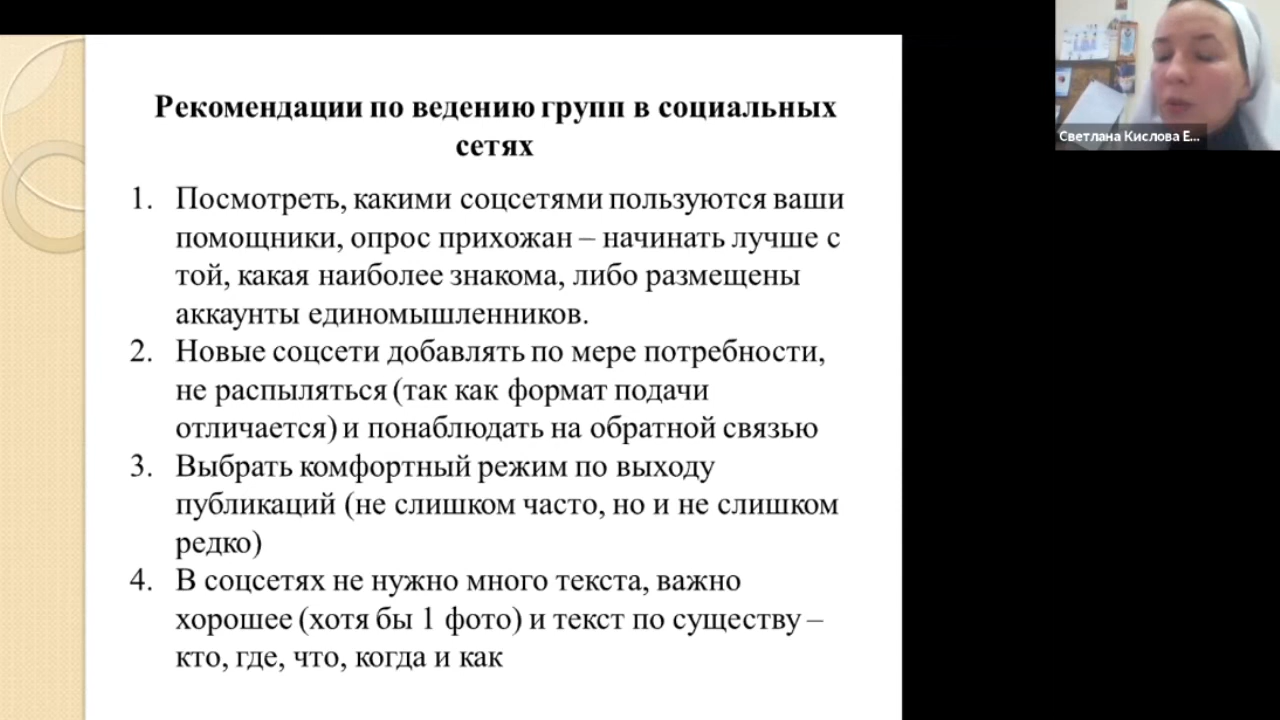 Рекомендации по ведению групп в социальных
сетях
1. Посмотреть, какими соцсетями пользуются ваши
помощники, опрос прихожан – начинать лучше с
той, какая наиболее знакома, либо размещены
аккаунты единомышленников.
2. Новые соцсети добавлять по мере потребности,
не распыляться (так как формат подачи
отличается) и понаблюдать на обратной связью
3. Выбрать комфортный режим по выходу
публикаций (не слишком часто, но и не слишком
редко)
4. В соцсетях не нужно много текста, важно
хорошее (хотя бы 1 фото) и текст по существу –
кто, где, что, когда и как
Светлана Кислова Е...